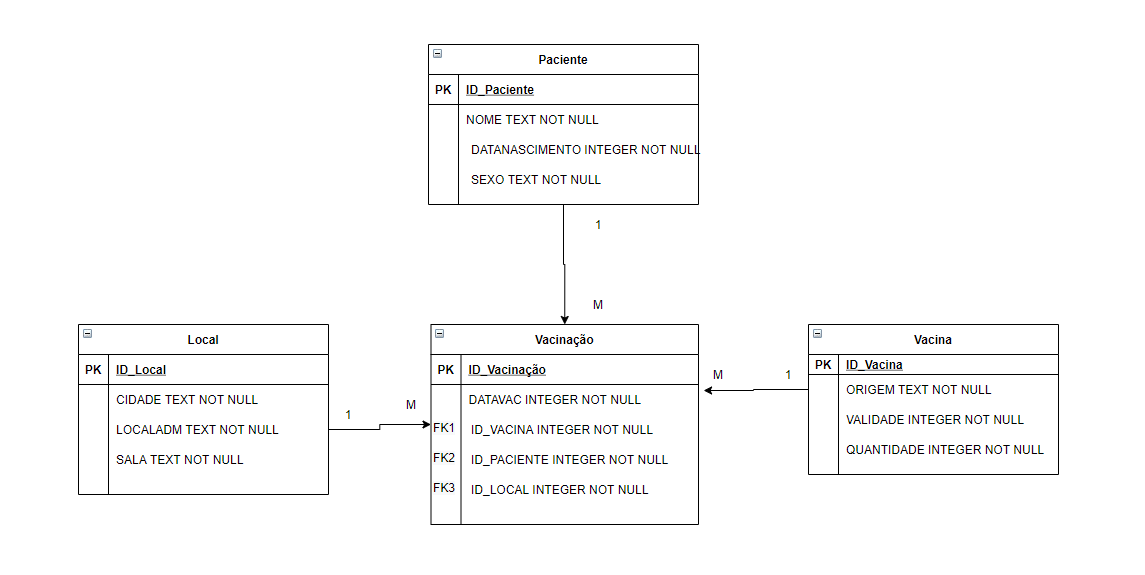 Paciente
PK ID_Paciente
NOME TEXT NOT NULL
DATANASCIMENTO INTEGER NOT NULL
SEXO TEXT NOT NULL
1
M
Local
PK ID_Local
CIDADE TEXT NOT NULL
LOCALADM TEXT NOT NULL
SALA TEXT NOT NULL
1
M
Vacinação
PK ID_Vacinação
DATAVAC INTEGER NOT NULL
FK1 ID_VACINA INTEGER NOT NULL
FK2 ID_PACIENTE INTEGER NOT NULL
FK3 ID_LOCAL INTEGER NOT NULL
M
1
Vacina
PK ID_Vacina
ORIGEM TEXT NOT NULL
VALIDADE INTEGER NOT NULL
QUANTIDADE INTEGER NOT NULL